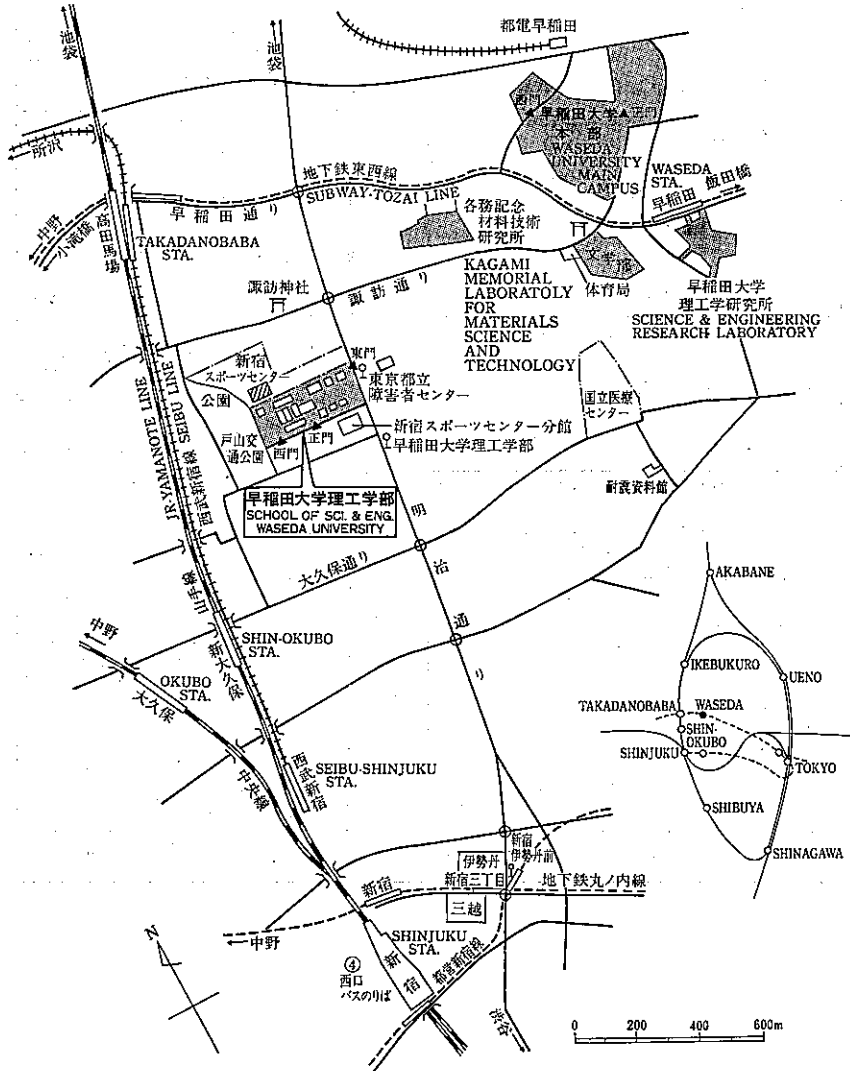 池袋
池袋
都電早稲田
西門
早稲田大学
正門
本部
WASEDA
UNIVERSITY
MAIN
CAMPUS
所沢
地下鉄東西線
SUBWAY-TOZAI LINE
早稲田通り
WASEDA
STA.
早稲田
飯田橋
中野
小滝橋
高田馬場
TAKADANOBABA
STA.
各務記念
材料技術
研究所
文学部
体育局
KAGAMI
MEMORIAL
LABORATOLY
FOR
MATERIALS
SCIENCE
AND
TECHNOLOGY
早稲田大学
理工学研究所
SCIENCE & ENGINEERING
RESEARCH LABORATORY
諏訪神社
諏訪通り
新宿
スポーツセンター
公園
東門
東京都立
障害者センター
国立医療
センター
戸山交
通公園
西門
正門
新宿スポーツセンター分館
早稲田大学理工学部
耐震資料館
早稲田大学理工学部
SCHOOL OF SCI. & ENG.
WASEDA UNIVERSITY
JR-YAMANOTE LINE
西武新宿線 SEIBU LINE
山手線
大久保通り
明治通り
中野
SHIN-OKUBO
STA.
新大久保
OKUBO
STA.
大久保
中央線
SEIBU-SHINJUKU
STA.
西武新宿
新宿
伊勢丹前
伊勢丹
新宿三丁目
地下鉄丸ノ内線
新宿
三越
中野
SHINJUKU
STA.
新宿
④
西口
バスのりば
都営新宿線
渋谷
N
AKABANE
IKEBUKURO
UENO
TAKADANOBABA
WASEDA
SHIN-
OKUBO
SHINJUKU
TOKYO
SHIBUYA
SHINAGAWA
0 200 400 600m